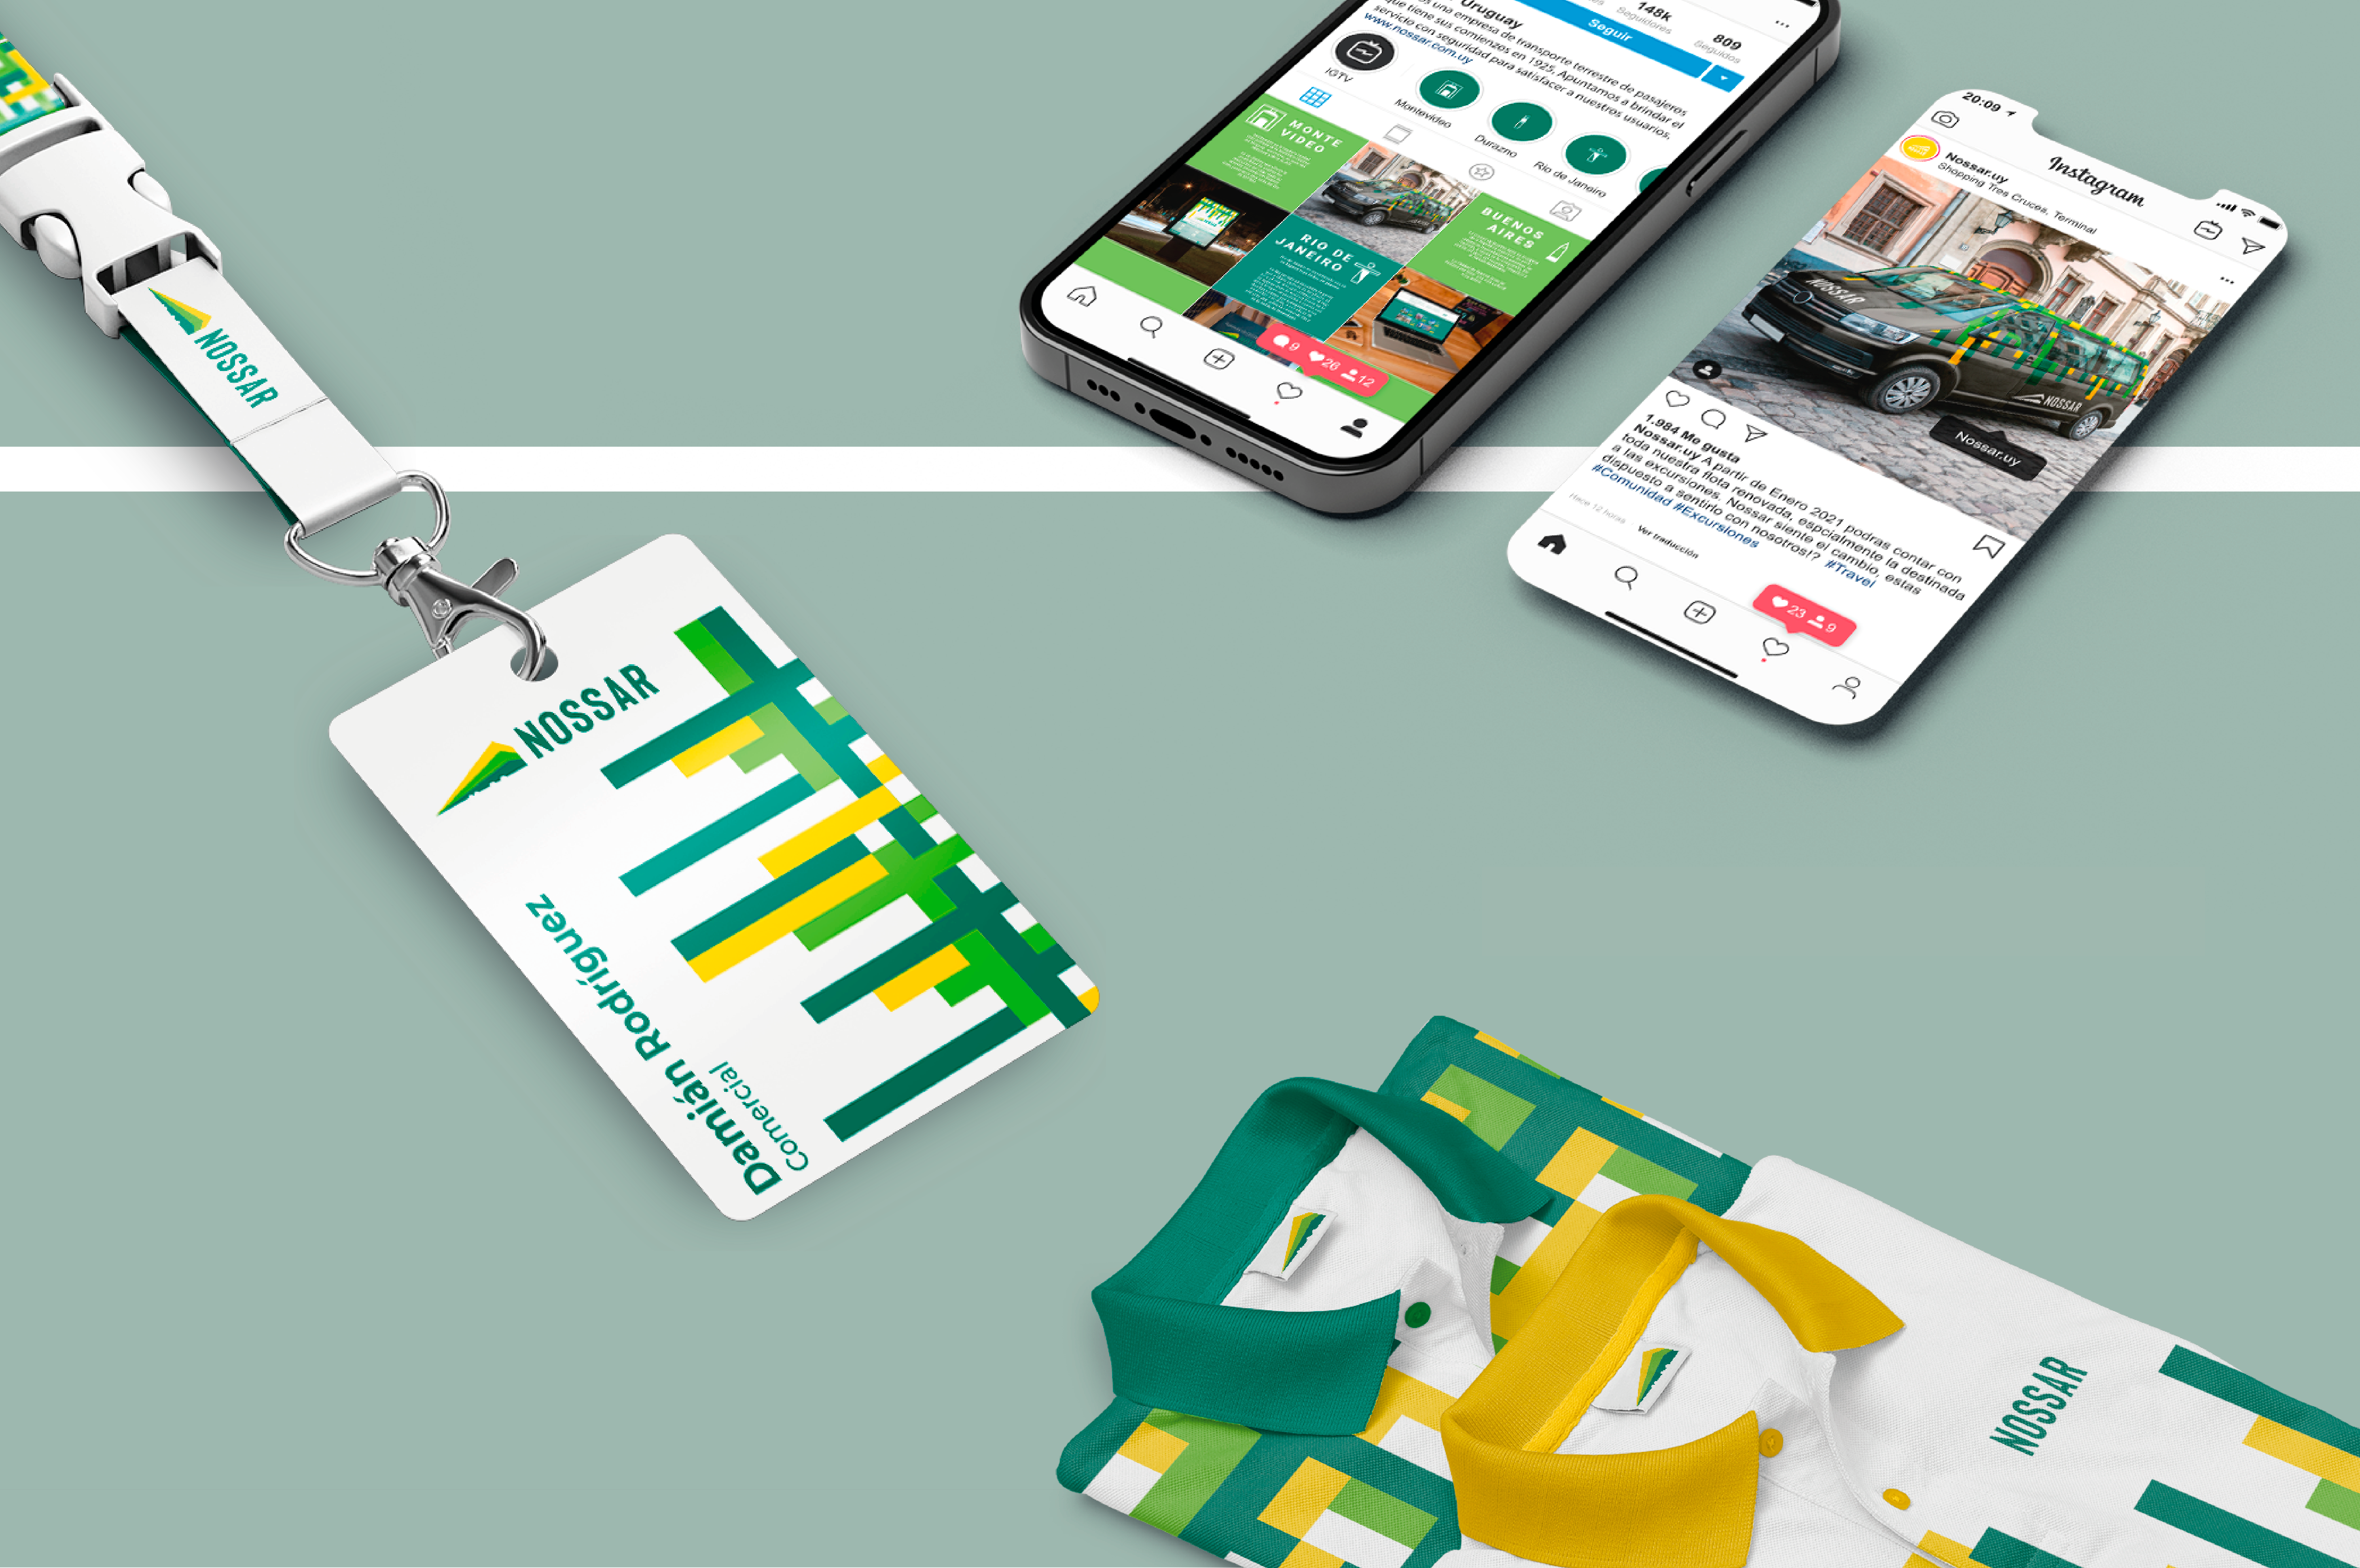 NOSSAR
NOSSAR
Damián Rodríguez
Comercial
148k
Seguidores
809
Seguidos
Uruguay
Seguir
una empresa de transporte terrestre de pasajeros
que tiene sus comienzos en 1925, Apuntamos a brindar el
servicio con seguridad para satisfacer a nuestros usuarios,
www.nossar.com.uy
IGTV
Montevideo
Durazno
Rio de Janeiro
MONTE
VIDEO
RIO DE
JANEIRO
BUENOS
AIRES
9 26 12
20:09
Instagram
Nossar.uy
Shopping Tres Cruces, Terminal
NOSSAR
NOSSAR
Nossar.uy
1.984 Me gusta
Nossar.uy A partir de Enero 2021 podras contar con
toda nuestra flota renovada, espcialmente la destinada
a las excursiones. Nossar siente el cambio, estas
dispuesto a sentirlo con nosotros!? #Travel
#Comunidad #Excursiones
Hace 12 horas
Ver traducción
23 9
NOSSAR